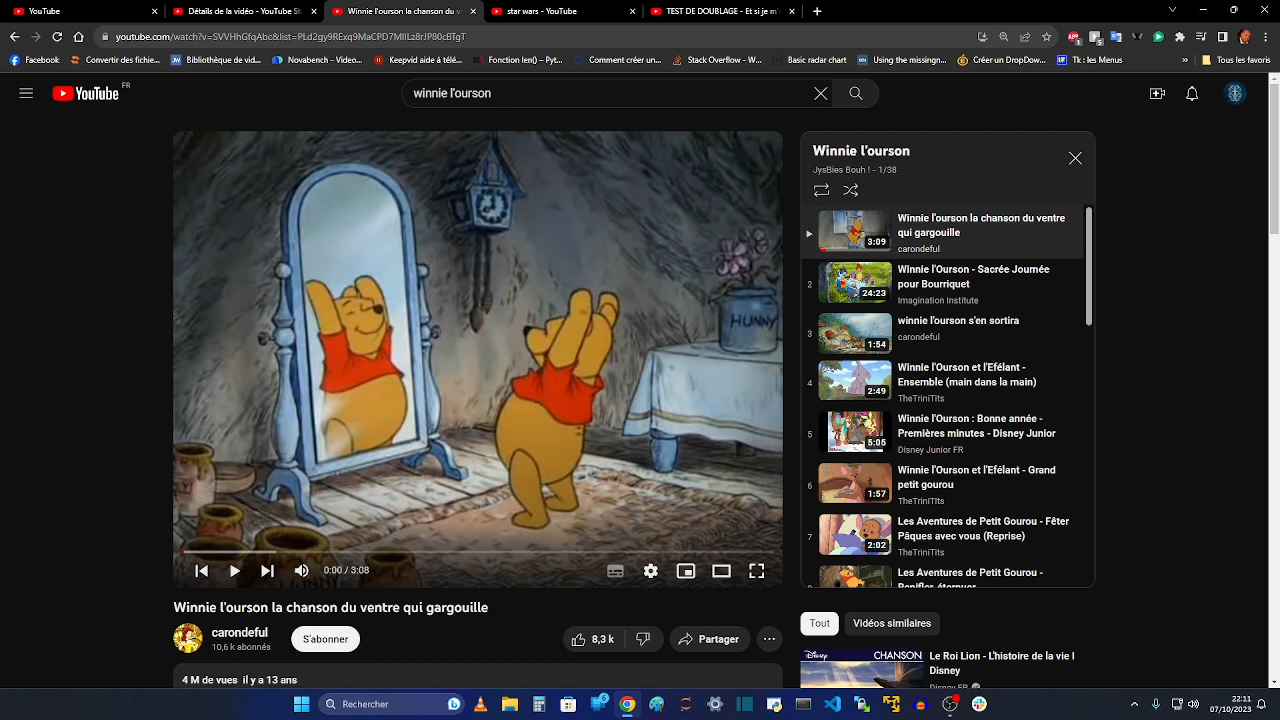 YouTube
Détails de la vidéo - YouTube St
Winnie l'ourson la chanson du v
star wars - YouTube
TEST DE DOUBLAGE - Et si je m'
youtube.com/watch?v=SVVHhGfqAbc&list=PLd2gy9RExq9MaCPD7MIILz8rJP80cBTgT
Facebook
Convertir des fichie...
Bibliothèque de vid...
Novabench - Video...
Keepvid aide à télé...
Fonction len() – Pyt...
Comment créer un...
Stack Overflow - W...
Basic radar chart
Using the missingn...
Créer un DropDow...
Tk : les Menus
»
Tous les favoris
YouTube FR
winnie l'ourson
HUNNY
0:00 / 3:08
Winnie l'ourson la chanson du ventre qui gargouille
carondeful
10,6 k abonnés
S'abonner
8,3 k
Partager
4 M de vues il y a 13 ans
Winnie l'ourson
JysBies Bouh ! - 1/38
3:09
Winnie l'ourson la chanson du ventre
qui gargouille
carondeful
2
24:23
Winnie l'Ourson - Sacrée Journée
pour Bourriquet
Imagination Institute
3
1:54
winnie l'ourson s'en sortira
carondeful
4
2:49
Winnie l'Ourson et l'Efélant -
Ensemble (main dans la main)
TheTriniTits
5
5:05
Winnie l'Ourson : Bonne année -
Premières minutes - Disney Junior
Disney Junior FR
6
1:57
Winnie l'Ourson et l'Efélant - Grand
petit gourou
TheTriniTits
7
2:02
Les Aventures de Petit Gourou - Fêter
Pâques avec vous (Reprise)
TheTriniTits
Les Aventures de Petit Gourou -
Tout
Vidéos similaires
Disney
CHANSON
Le Roi Lion - L'histoire de la vie I
Disney
Disney FR
Rechercher
6
22:11
07/10/2023